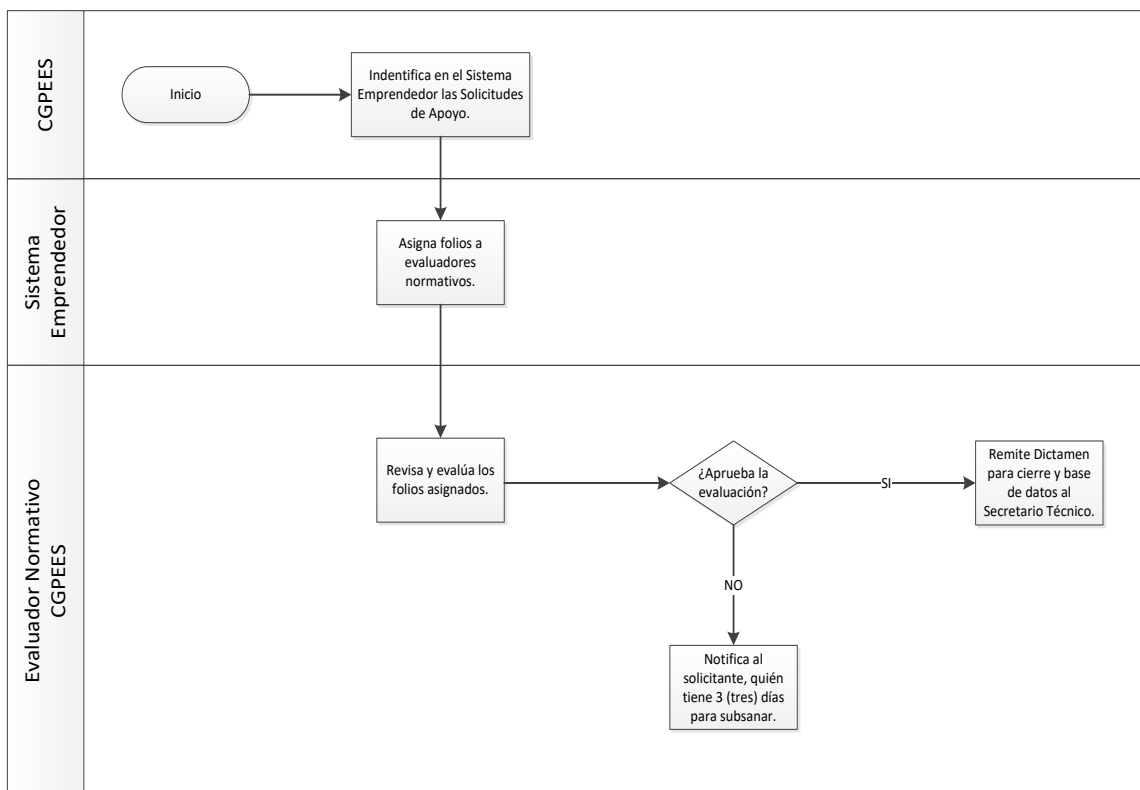 CGPEES
Inicio
Indentifica en el Sistema
Emprendedor las Solicitudes
de Apoyo.
Sistema
Emprendedor
Asigna folios a
evaluadores
normativos.
Evaluador Normativo
CGPEES
Revisa y evalúa los
folios asignados.
¿Aprueba la
evaluación?
SI
Remite Dictamen
para cierre y base
de datos al
Secretario Técnico.
NO
Notifica al
solicitante, quién
tiene 3 (tres) días
para subsanar.